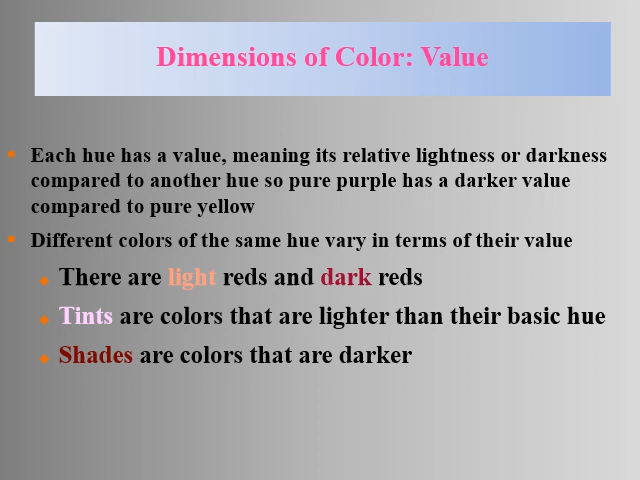 Dimensions of Color: Value
Each hue has a value, meaning its relative lightness or darkness
compared to another hue so pure purple has a darker value
compared to pure yellow
Different colors of the same hue vary in terms of their value
There are light reds and dark reds
Tints are colors that are lighter than their basic hue
Shades are colors that are darker